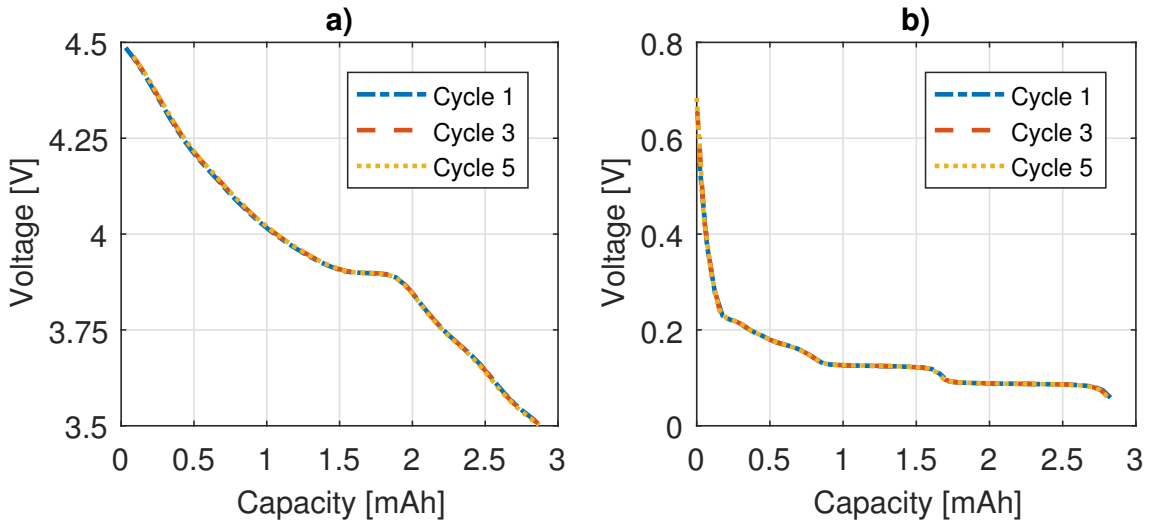 a)
Voltage [V]
4.5
4.25
4
3.75
3.5
Cycle 1
Cycle 3
Cycle 5
0 0.5 1 1.5 2 2.5 3
Capacity [mAh]
b)
Voltage [V]
0.8
0.6
0.4
0.2
0
Cycle 1
Cycle 3
Cycle 5
0 0.5 1 1.5 2 2.5 3
Capacity [mAh]